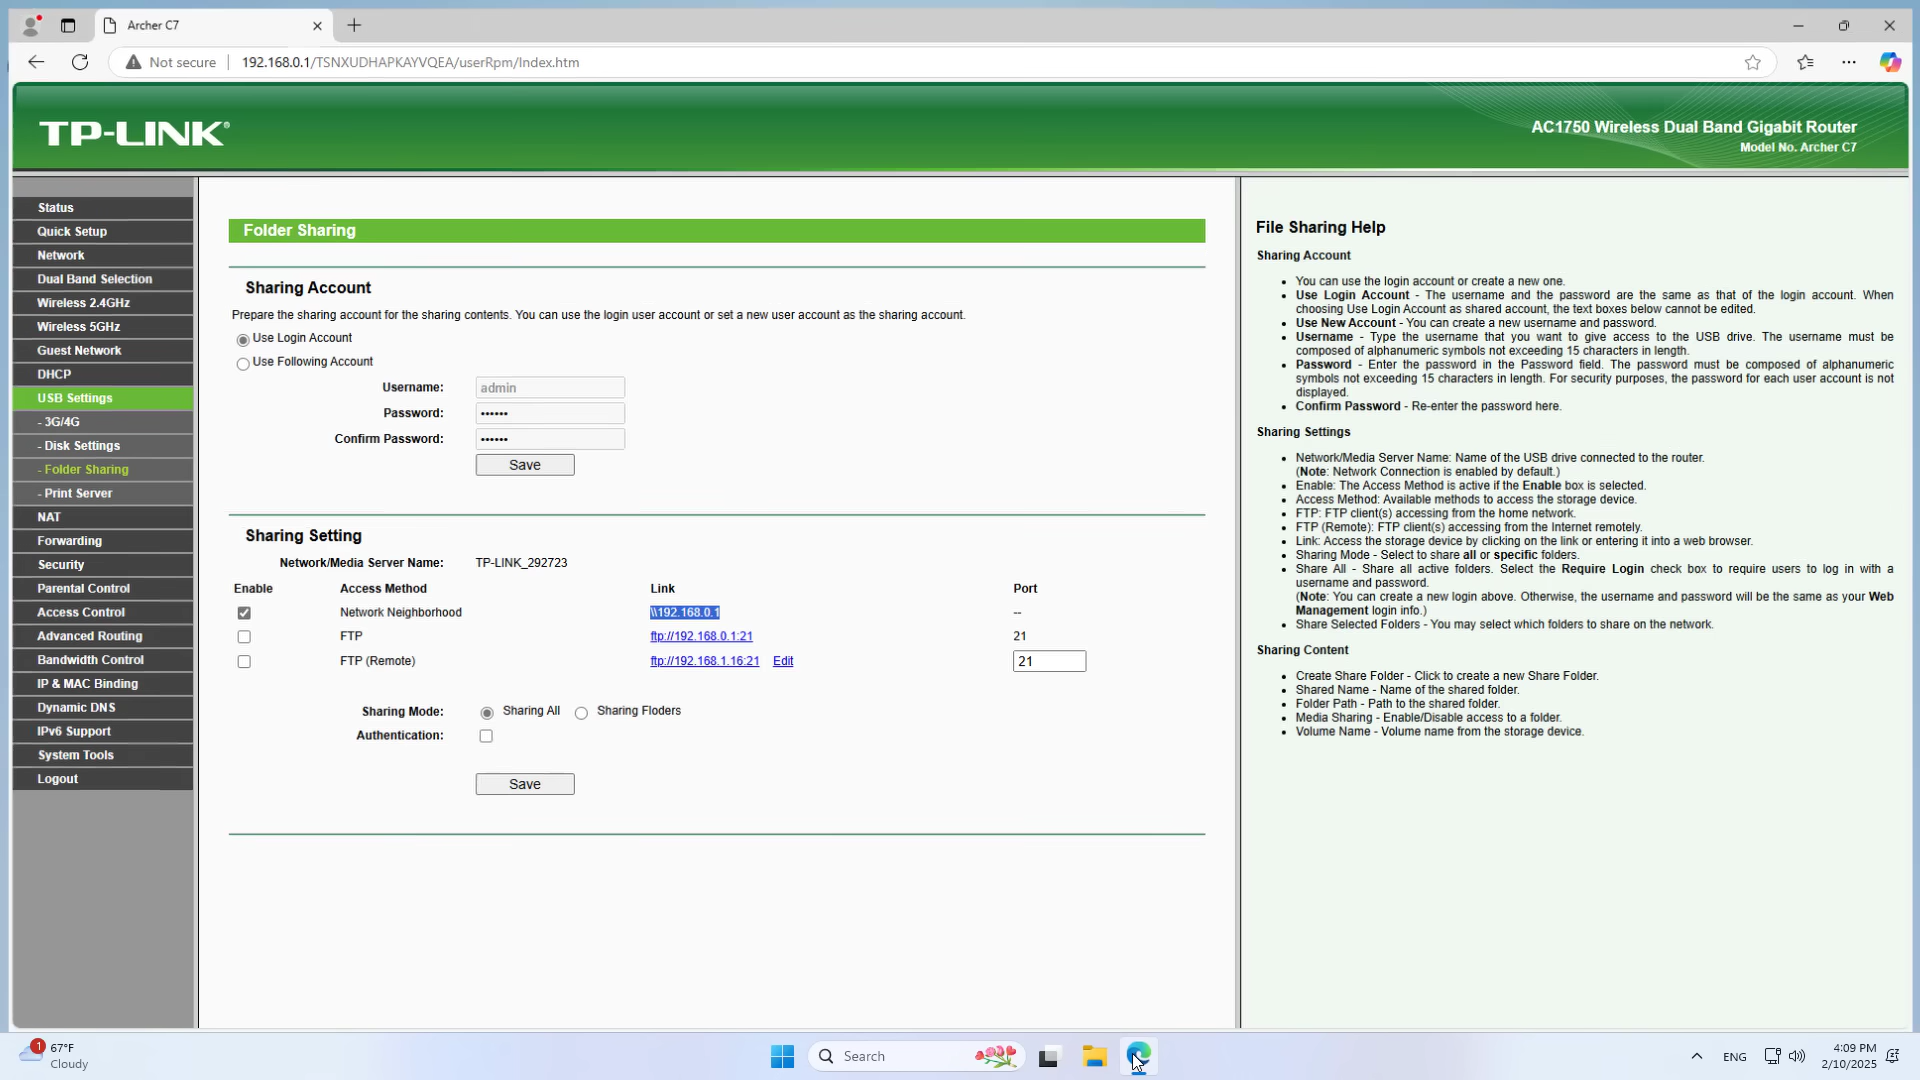 Archer C7
Not secure
192.168.0.1/TSNXUDHAPKAYVQEA/userRpm/Index.htm
TP-LINK®
AC1750 Wireless Dual Band Gigabit Router
Model No. Archer C7
Status
Quick Setup
Network
Dual Band Selection
Wireless 2.4GHz
Wireless 5GHz
Guest Network
DHCP
USB Settings
- 3G/4G
- Disk Settings
- Folder Sharing
- Print Server
NAT
Forwarding
Security
Parental Control
Access Control
Advanced Routing
Bandwidth Control
IP & MAC Binding
Dynamic DNS
IPv6 Support
System Tools
Logout
Folder Sharing
Sharing Account
Prepare the sharing account for the sharing contents. You can use the login user account or set a new user account as the sharing account.
Use Login Account
Use Following Account
Username: admin
Password: ••••••
Confirm Password: ••••••
Save
Sharing Setting
Network/Media Server Name: TP-LINK_292723
Enable Access Method Link Port
Network Neighborhood \\192.168.0.1 --
FTP ftp://192.168.0.1:21 21
FTP (Remote) ftp://192.168.1.16:21 Edit 21
Sharing Mode: Sharing All Sharing Floders
Authentication:
Save
File Sharing Help
Sharing Account
• You can use the login account or create a new one.
• Use Login Account - The username and the password are the same as that of the login account. When
choosing Use Login Account as shared account, the text boxes below cannot be edited.
• Use New Account - You can create a new username and password.
• Username - Type the username that you want to give access to the USB drive. The username must be
composed of alphanumeric symbols not exceeding 15 characters in length.
• Password - Enter the password in the Password field. The password must be composed of alphanumeric
symbols not exceeding 15 characters in length. For security purposes, the password for each user account is not
displayed.
• Confirm Password - Re-enter the password here.
Sharing Settings
• Network/Media Server Name: Name of the USB drive connected to the router.
(Note: Network Connection is enabled by default.)
• Enable: The Access Method is active if the Enable box is selected.
• Access Method: Available methods to access the storage device.
• FTP: FTP client(s) accessing from the home network.
• FTP (Remote): FTP client(s) accessing from the Internet remotely.
• Link: Access the storage device by clicking on the link or entering it into a web browser.
• Sharing Mode - Select to share all or specific folders.
• Share All - Share all active folders. Select the Require Login check box to require users to log in with a
username and password.
(Note: You can create a new login above. Otherwise, the username and password will be the same as your Web
Management login info.)
• Share Selected Folders - You may select which folders to share on the network.
Sharing Content
• Create Share Folder - Click to create a new Share Folder.
• Shared Name - Name of the shared folder.
• Folder Path - Path to the shared folder.
• Media Sharing - Enable/Disable access to a folder.
• Volume Name - Volume name from the storage device.
1
67°F
Cloudy
Search
ENG
4:09 PM
2/10/2025